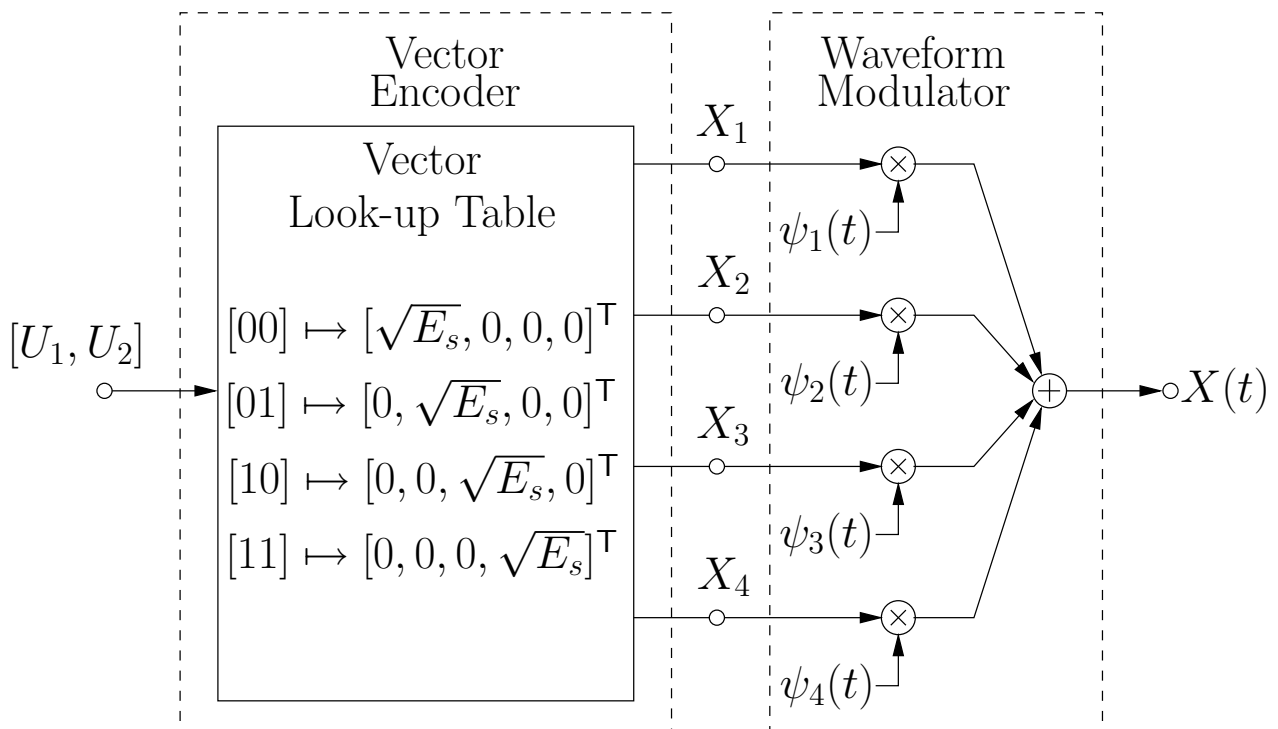 Vector
Encoder
Waveform
Modulator
Vector
Look-up Table
X_1
ψ_1(t)
X_2
ψ_2(t)
[U_1, U_2]
[00] ↦ [√E_s, 0, 0, 0]^T
[01] ↦ [0, √E_s, 0, 0]^T
[10] ↦ [0, 0, √E_s, 0]^T
[11] ↦ [0, 0, 0, √E_s]^T
X(t)
X_3
ψ_3(t)
X_4
ψ_4(t)